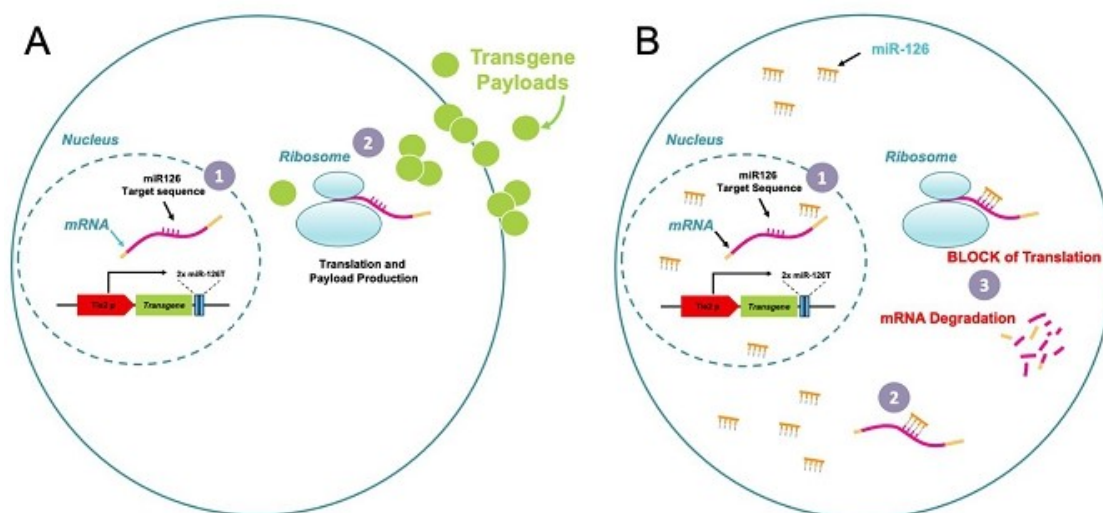 A
Transgene
Payloads
Nucleus
1
miR126
Target sequence
mRNA
2x miR-126T
Tie2 p
Transgene
Ribosome
2
Translation and
Payload Production
B
miR-126
Nucleus
1
miR126
Target Sequence
mRNA
2x miR-126T
Tie2 p
Transgene
Ribosome
BLOCK of Translation
3
mRNA Degradation
2